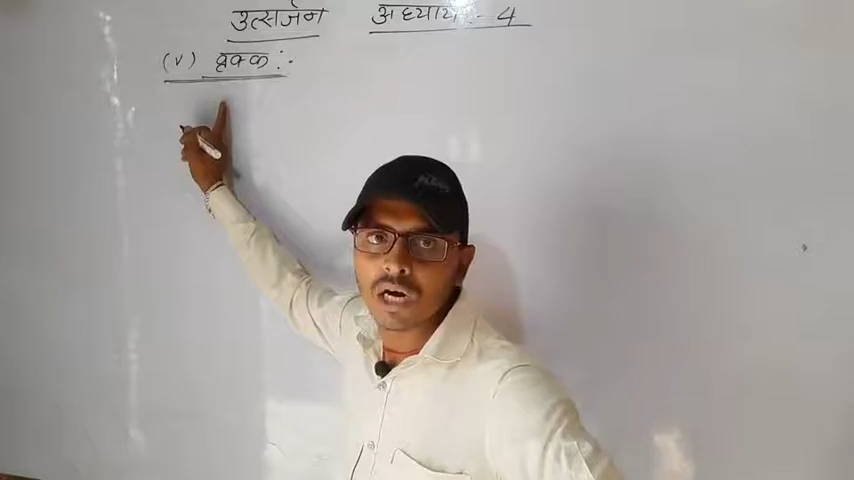 उत्सर्जन अध्याय :- 4
(v) वृक्क :-